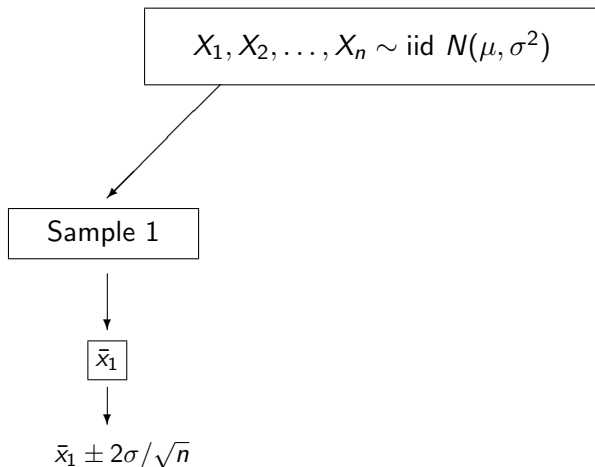 X₁, X₂, . . . , Xₙ ∼ iid N(μ, σ²)
Sample 1
x̄₁
x̄₁ ± 2σ/√n